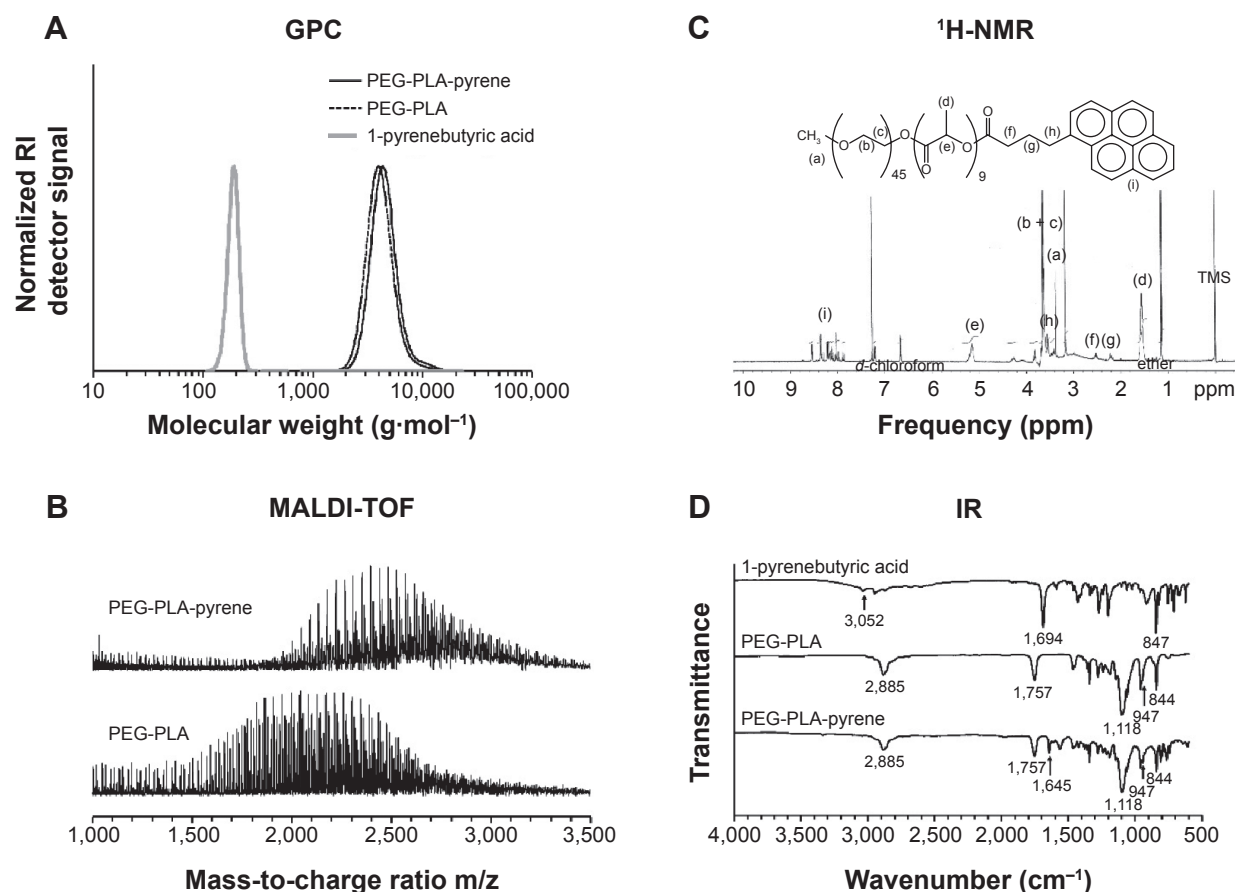 A
GPC
PEG-PLA-pyrene
PEG-PLA
1-pyrenebutyric acid
Normalized RI
detector signal
10 100 1,000 10,000 100,000
Molecular weight (g·mol⁻¹)
B
MALDI-TOF
PEG-PLA-pyrene
PEG-PLA
1,000 1,500 2,000 2,500 3,000 3,500
Mass-to-charge ratio m/z
C
¹H-NMR
(d)
O
(c) O (f) (h)
CH₃ O (b) (e) O (g)
(a) O (i)
45 9
(b + c)
(a)
TMS
(d)
(i)
(e) (h) (f) (g)
d-chloroform ether
10 9 8 7 6 5 4 3 2 1 ppm
Frequency (ppm)
D
IR
1-pyrenebutyric acid
3,052
1,694 847
PEG-PLA
2,885 1,757 844
947
1,118
PEG-PLA-pyrene
2,885 1,757 844
1,645 947
1,118
Transmittance
4,000 3,000 2,000 1,500 1,000 500
Wavenumber (cm⁻¹)